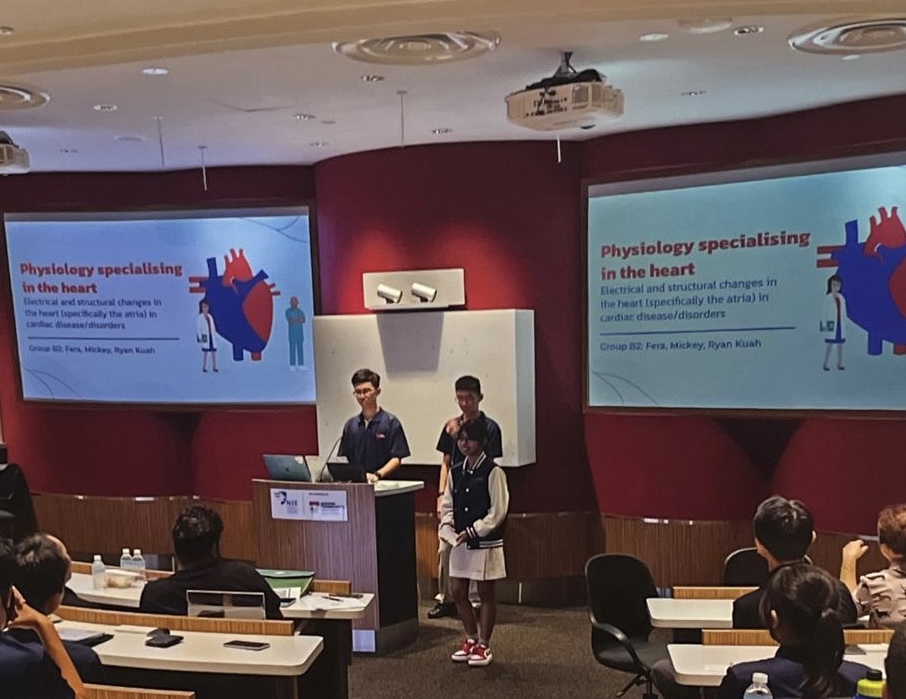 Physiology specialising
in the heart
Electrical and structural changes in
the heart (specifically the atria) in
cardiac disease/disorders
Group B2: Fera, Mickey, Ryan Kuah
Physiology specialising
in the heart
Electrical and structural changes in
the heart (specifically the atria) in
cardiac disease/disorders
Group B2: Fera, Mickey, Ryan Kuah
NIE